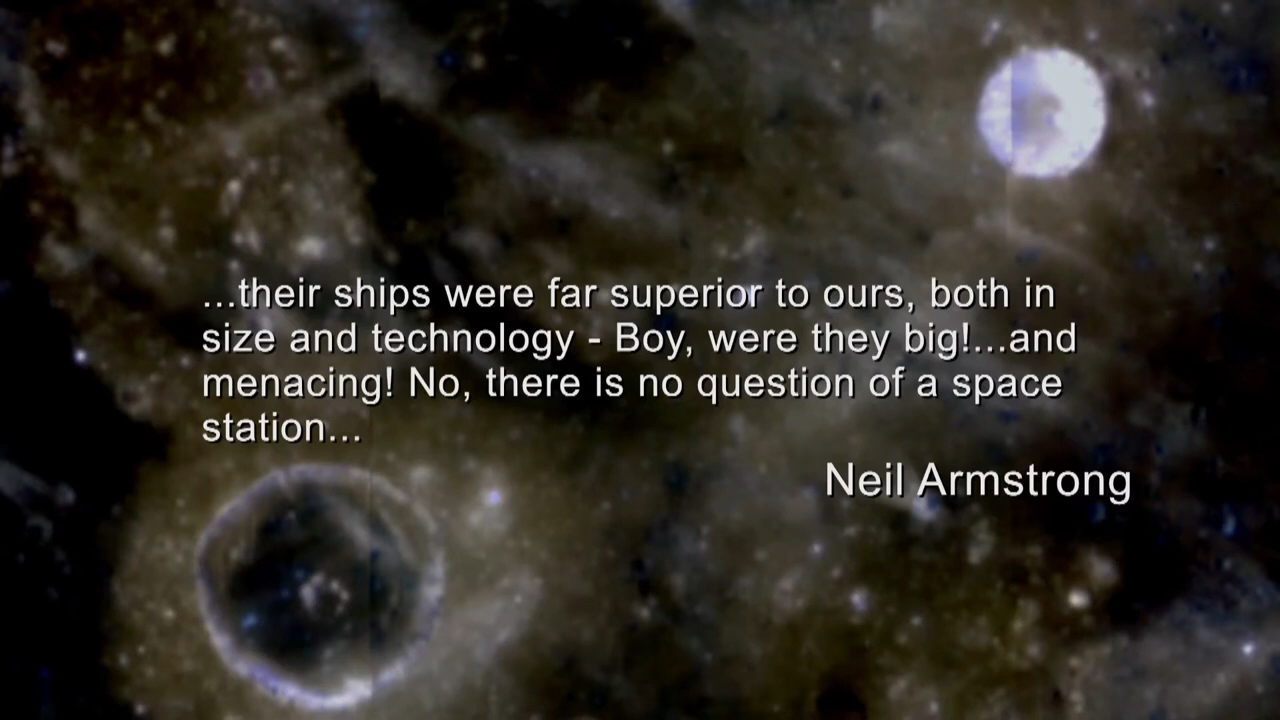 ...their ships were far superior to ours, both in
size and technology - Boy, were they big!...and
menacing! No, there is no question of a space
station...
Neil Armstrong